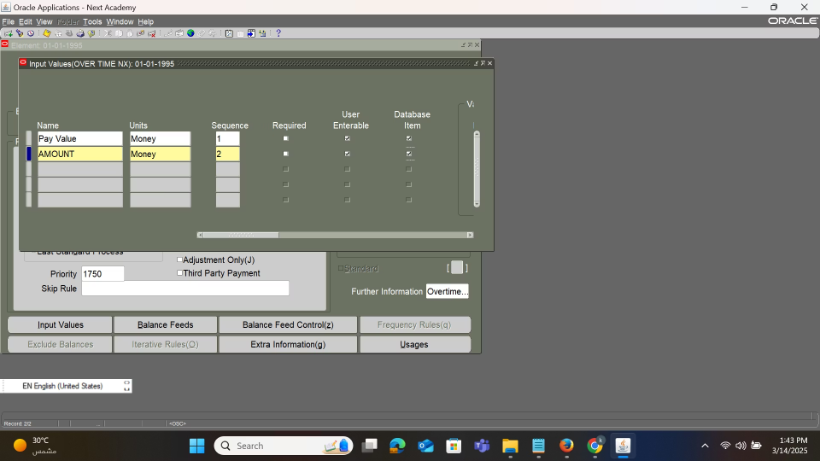 Oracle Applications - Next Academy
File Edit View Folder Tools Window Help
ORACLE
Element: 01-01-1995
Input Values(OVER TIME NX): 01-01-1995
User
Database
Name Units Sequence Required Enterable Item
Pay Value Money 1
AMOUNT Money 2
Adjustment Only(J)
Priority 1750
Third Party Payment
Standard
[ ]
Skip Rule
Further Information Overtime...
Input Values Balance Feeds Balance Feed Control(z) Frequency Rules(q)
Exclude Balances Iterative Rules(O) Extra Information(g) Usages
EN English (United States)
Record: 2/2 ... <OSC>
30°C
مشمس
Search
1:43 PM
3/14/2025